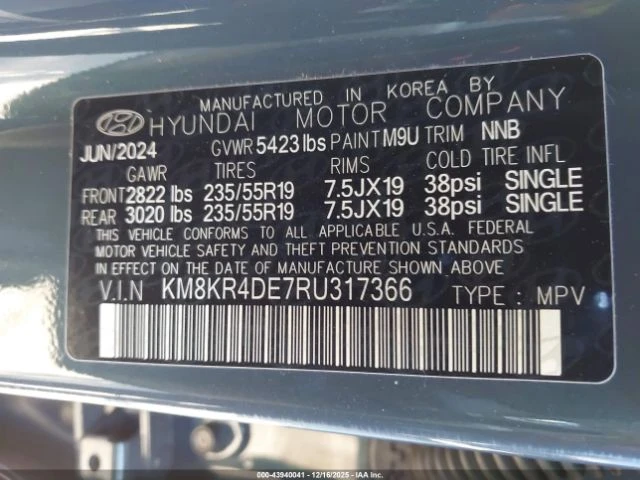 MANUFACTURED IN KOREA BY
HYUNDAI MOTOR COMPANY
JUN/2024 GVWR 5423 lbs PAINT M9U TRIM NNB
GAWR TIRES RIMS COLD TIRE INFL
FRONT 2822 lbs 235/55R19 7.5JX19 38psi SINGLE
REAR 3020 lbs 235/55R19 7.5JX19 38psi SINGLE
THIS VEHICLE CONFORMS TO ALL APPLICABLE U.S.A. FEDERAL
MOTOR VEHICLE SAFETY AND THEFT PREVENTION STANDARDS
IN EFFECT ON THE DATE OF MANUFACTURE SHOWN ABOVE.
V.I.N KM8KR4DE7RU317366 TYPE : MPV
000-43940041 - 12/16/2025 - IAAI.COM